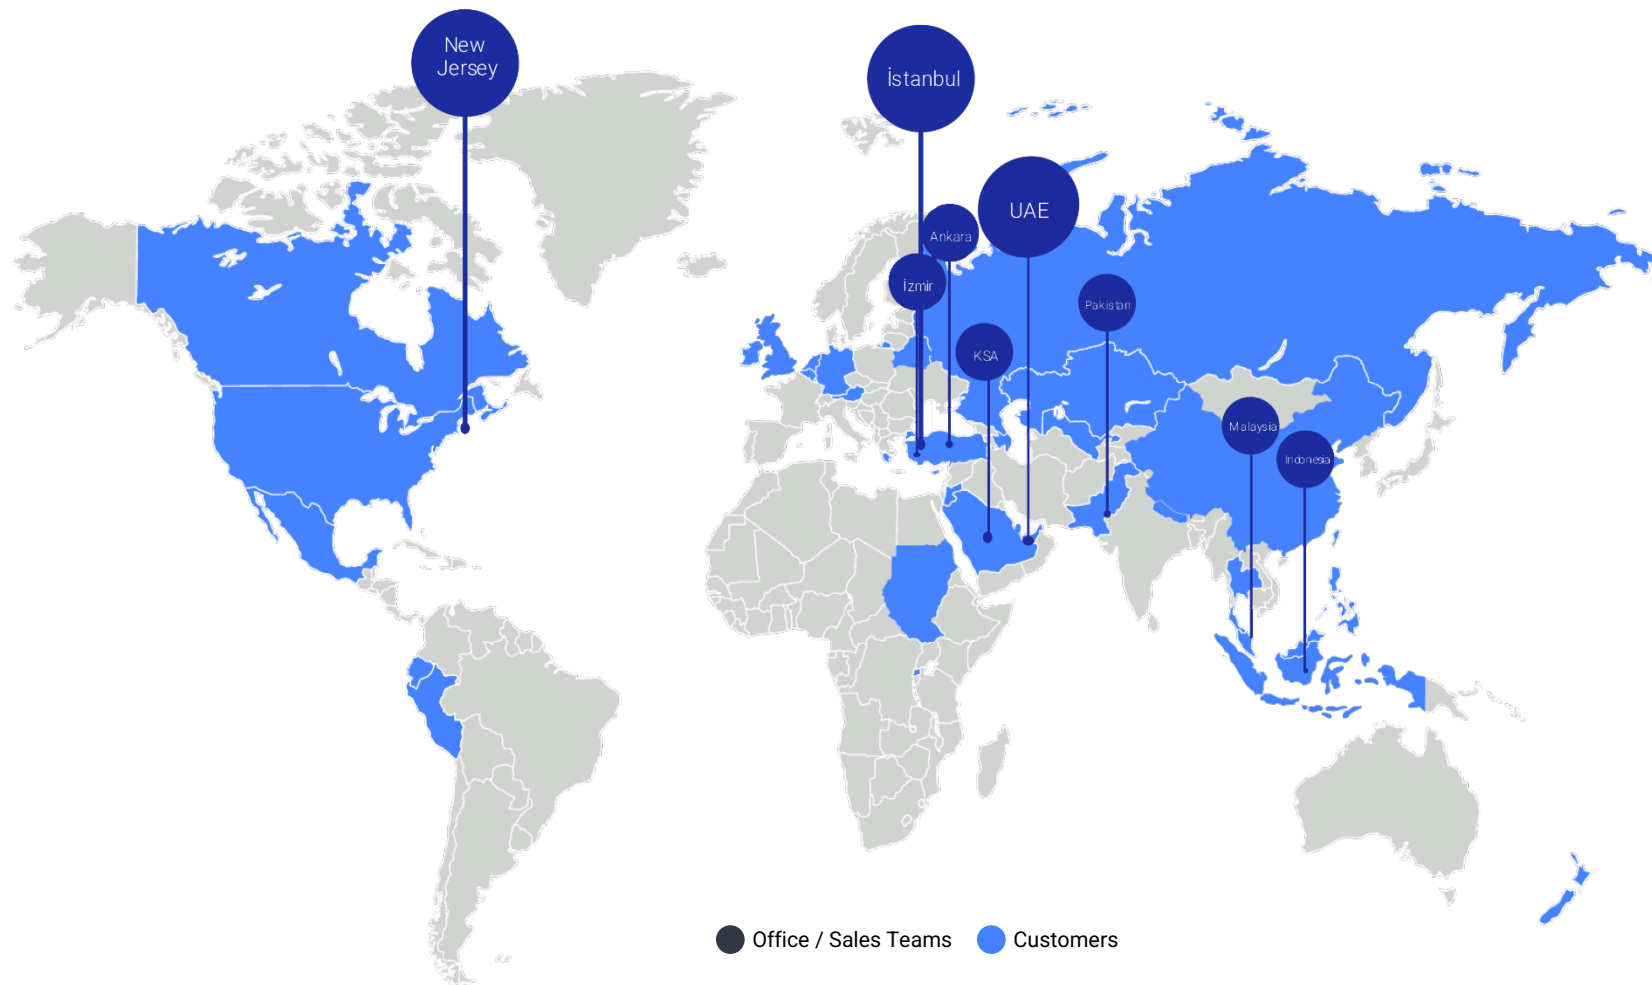 New
Jersey
İstanbul
UAE
Ankara
İzmir
Pakistan
KSA
Malaysia
Indonesia
Office / Sales Teams
Customers